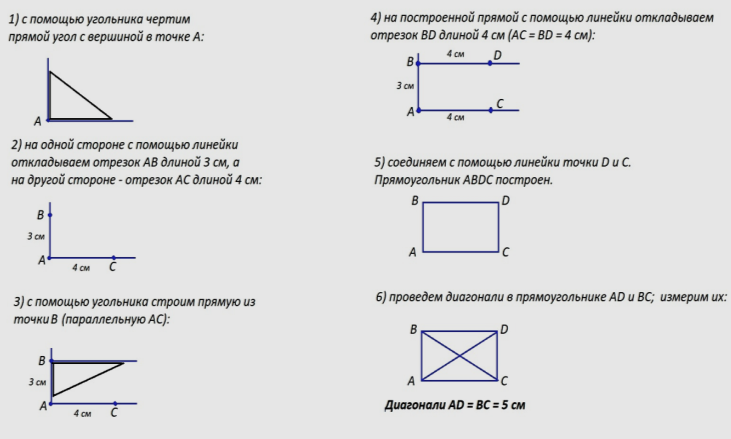 1) с помощью угольника чертим
прямой угол с вершиной в точке A:
A
2) на одной стороне с помощью линейки
откладываем отрезок AB длиной 3 см, а
на другой стороне - отрезок AC длиной 4 см:
B
3 см
A
4 см
C
3) с помощью угольника строим прямую из
точки B (параллельную AC):
B
3 см
A
4 см
C
4) на построенной прямой с помощью линейки откладываем
отрезок BD длиной 4 см (AC = BD = 4 см):
B
4 см
D
3 см
A
4 см
C
5) соединяем с помощью линейки точки D и C.
Прямоугольник ABDC построен.
B
D
A
C
6) проведем диагонали в прямоугольнике AD и BC; измерим их:
B
D
A
C
Диагонали AD = BC = 5 см